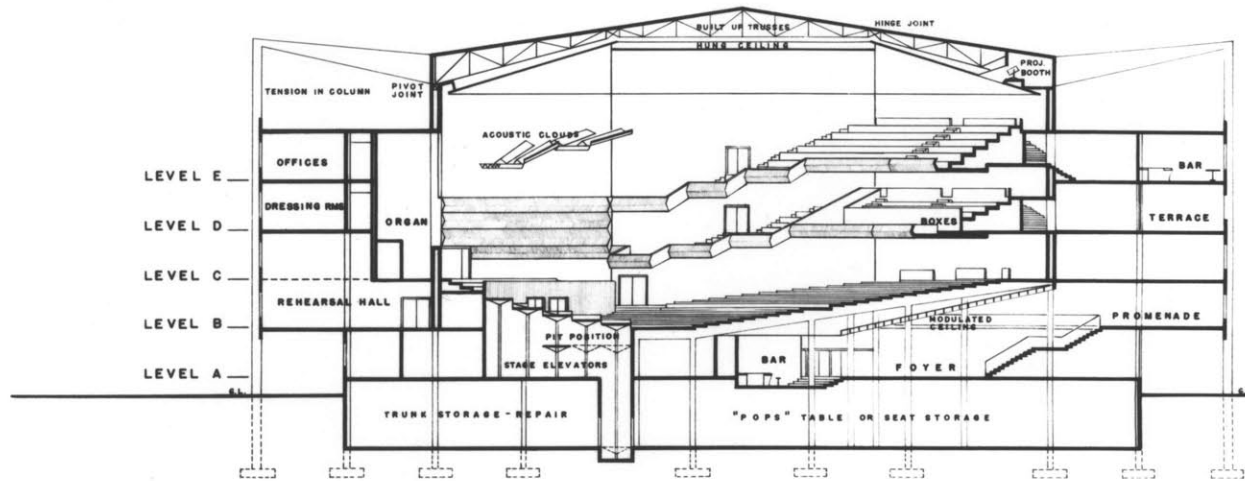 BUILT UP TRUSSES
HINGE JOINT
HUNG CEILING
PROJ.
BOOTH
TENSION IN COLUMN
PIVOT
JOINT
ACOUSTIC CLOUDS
OFFICES
BAR
LEVEL E
DRESSING RMS
ORGAN
BOXES
TERRACE
LEVEL D
LEVEL C
REHEARSAL HALL
PROMENADE
MODULATED
CEILING
LEVEL B
PIT POSITION
BAR
STAGE ELEVATORS
FOYER
LEVEL A
G.L.
TRUNK STORAGE - REPAIR
"POPS" TABLE OR SEAT STORAGE